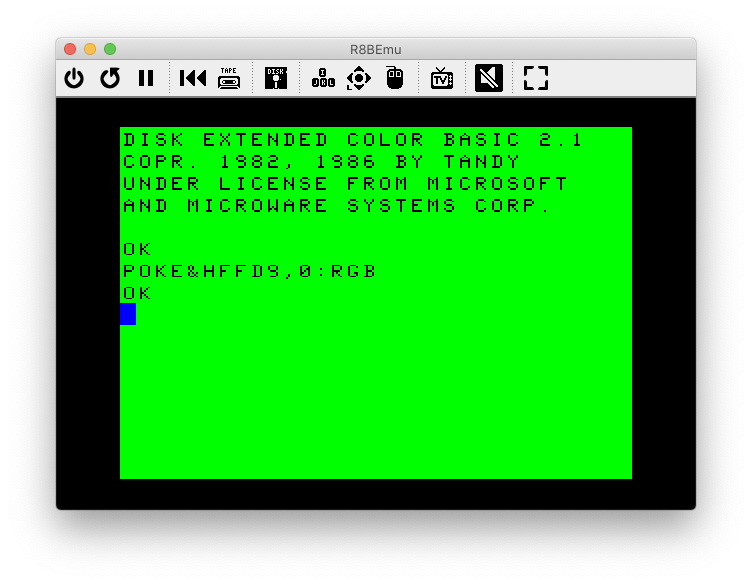 R8BEmu
TAPE
DISK
I
JKL
TV
DISK EXTENDED COLOR BASIC 2.1
COPR. 1982, 1986 BY TANDY
UNDER LICENSE FROM MICROSOFT
AND MICROWARE SYSTEMS CORP.
OK
POKE&HFFD9,0:RGB
OK